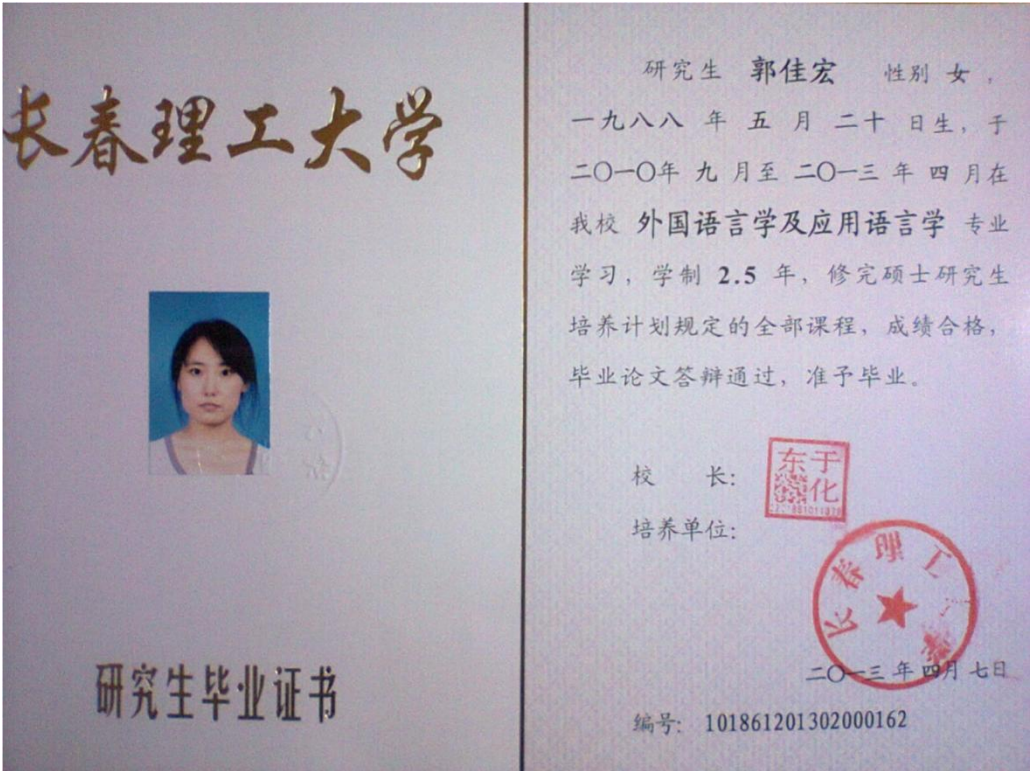 长春理工大学
研究生毕业证书
研究生 郭佳宏 性别 女，
一九八八 年 五 月 二十 日生，于
二〇一〇年 九 月至 二〇一三 年 四 月在
我校 外国语言学及应用语言学 专业
学习，学制 2.5 年，修完硕士研究生
培养计划规定的全部课程，成绩合格，
毕业论文答辩通过，准予毕业。
校 长：
东于
化
培养单位：
长春理工
二〇一三 年 四月 七日
编号: 101861201302000162